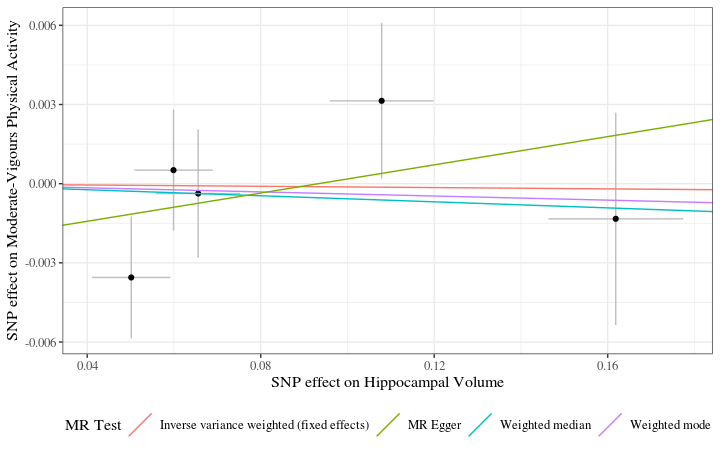 SNP effect on Moderate-Vigours Physical Activity
0.006
0.003
0.000
-0.003
-0.006
0.04
0.08
0.12
0.16
SNP effect on Hippocampal Volume
MR Test
Inverse variance weighted (fixed effects)
MR Egger
Weighted median
Weighted mode